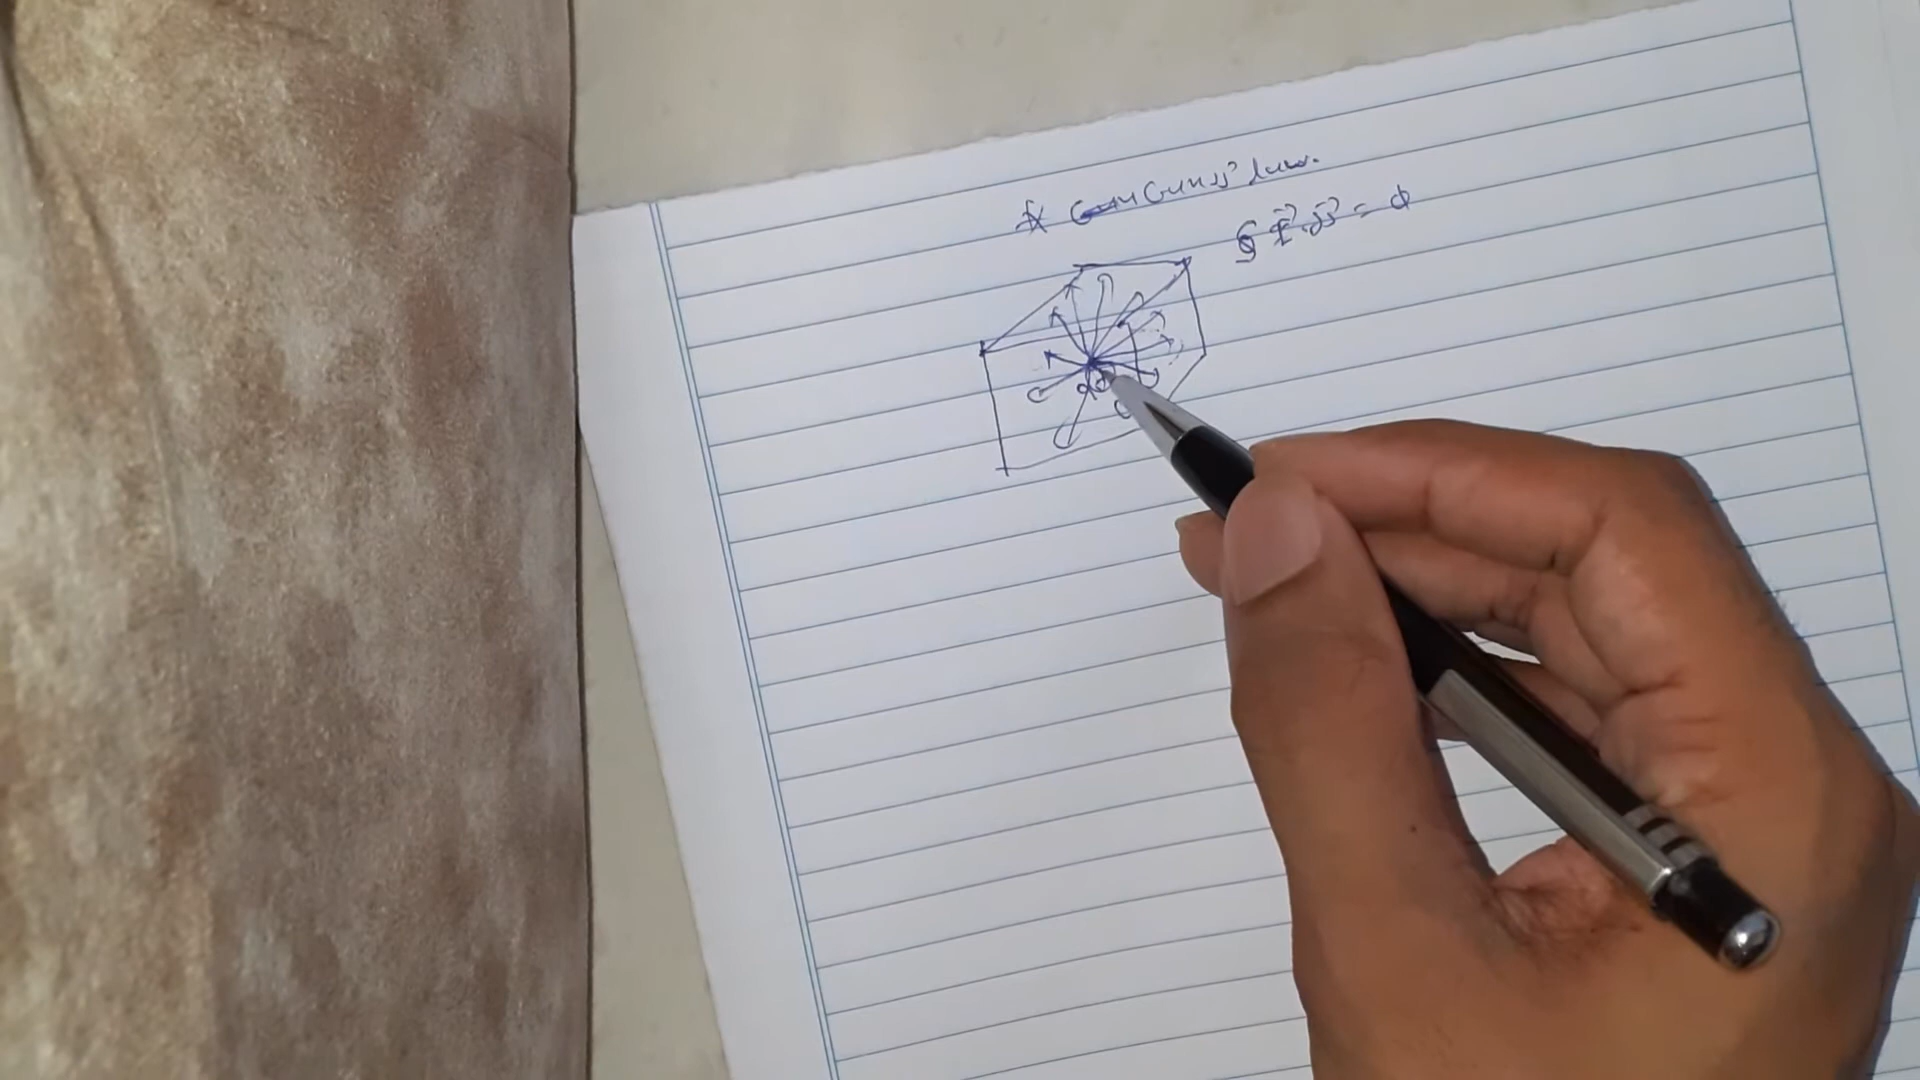 * Gauss' law.
∮ E⃗.ds⃗ = ϕ